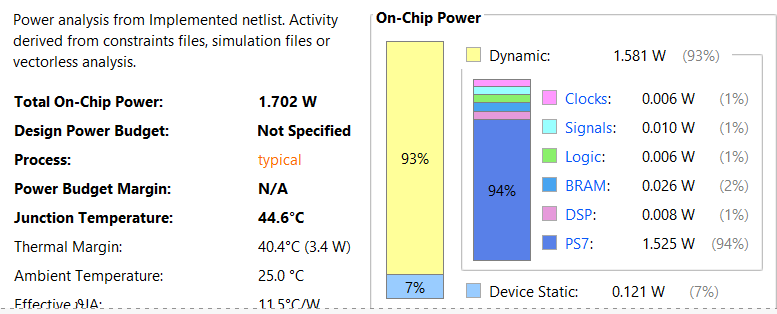 Power analysis from Implemented netlist. Activity
derived from constraints files, simulation files or
vectorless analysis.
Total On-Chip Power: 1.702 W
Design Power Budget: Not Specified
Process: typical
Power Budget Margin: N/A
Junction Temperature: 44.6°C
Thermal Margin: 40.4°C (3.4 W)
Ambient Temperature: 25.0 °C
Effective ϑJA: 11.5°C/W
On-Chip Power
Dynamic: 1.581 W (93%)
93%
94%
Clocks: 0.006 W (1%)
Signals: 0.010 W (1%)
Logic: 0.006 W (1%)
BRAM: 0.026 W (2%)
DSP: 0.008 W (1%)
PS7: 1.525 W (94%)
7%
Device Static: 0.121 W (7%)